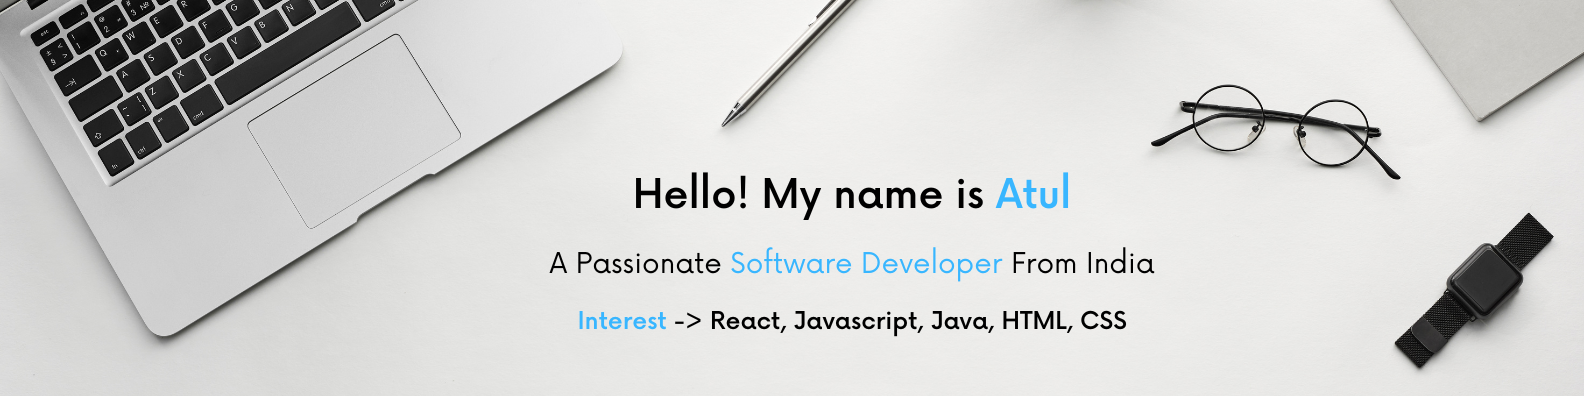 Hello! My name is Atul
A Passionate Software Developer From India
Interest -> React, Javascript, Java, HTML, CSS